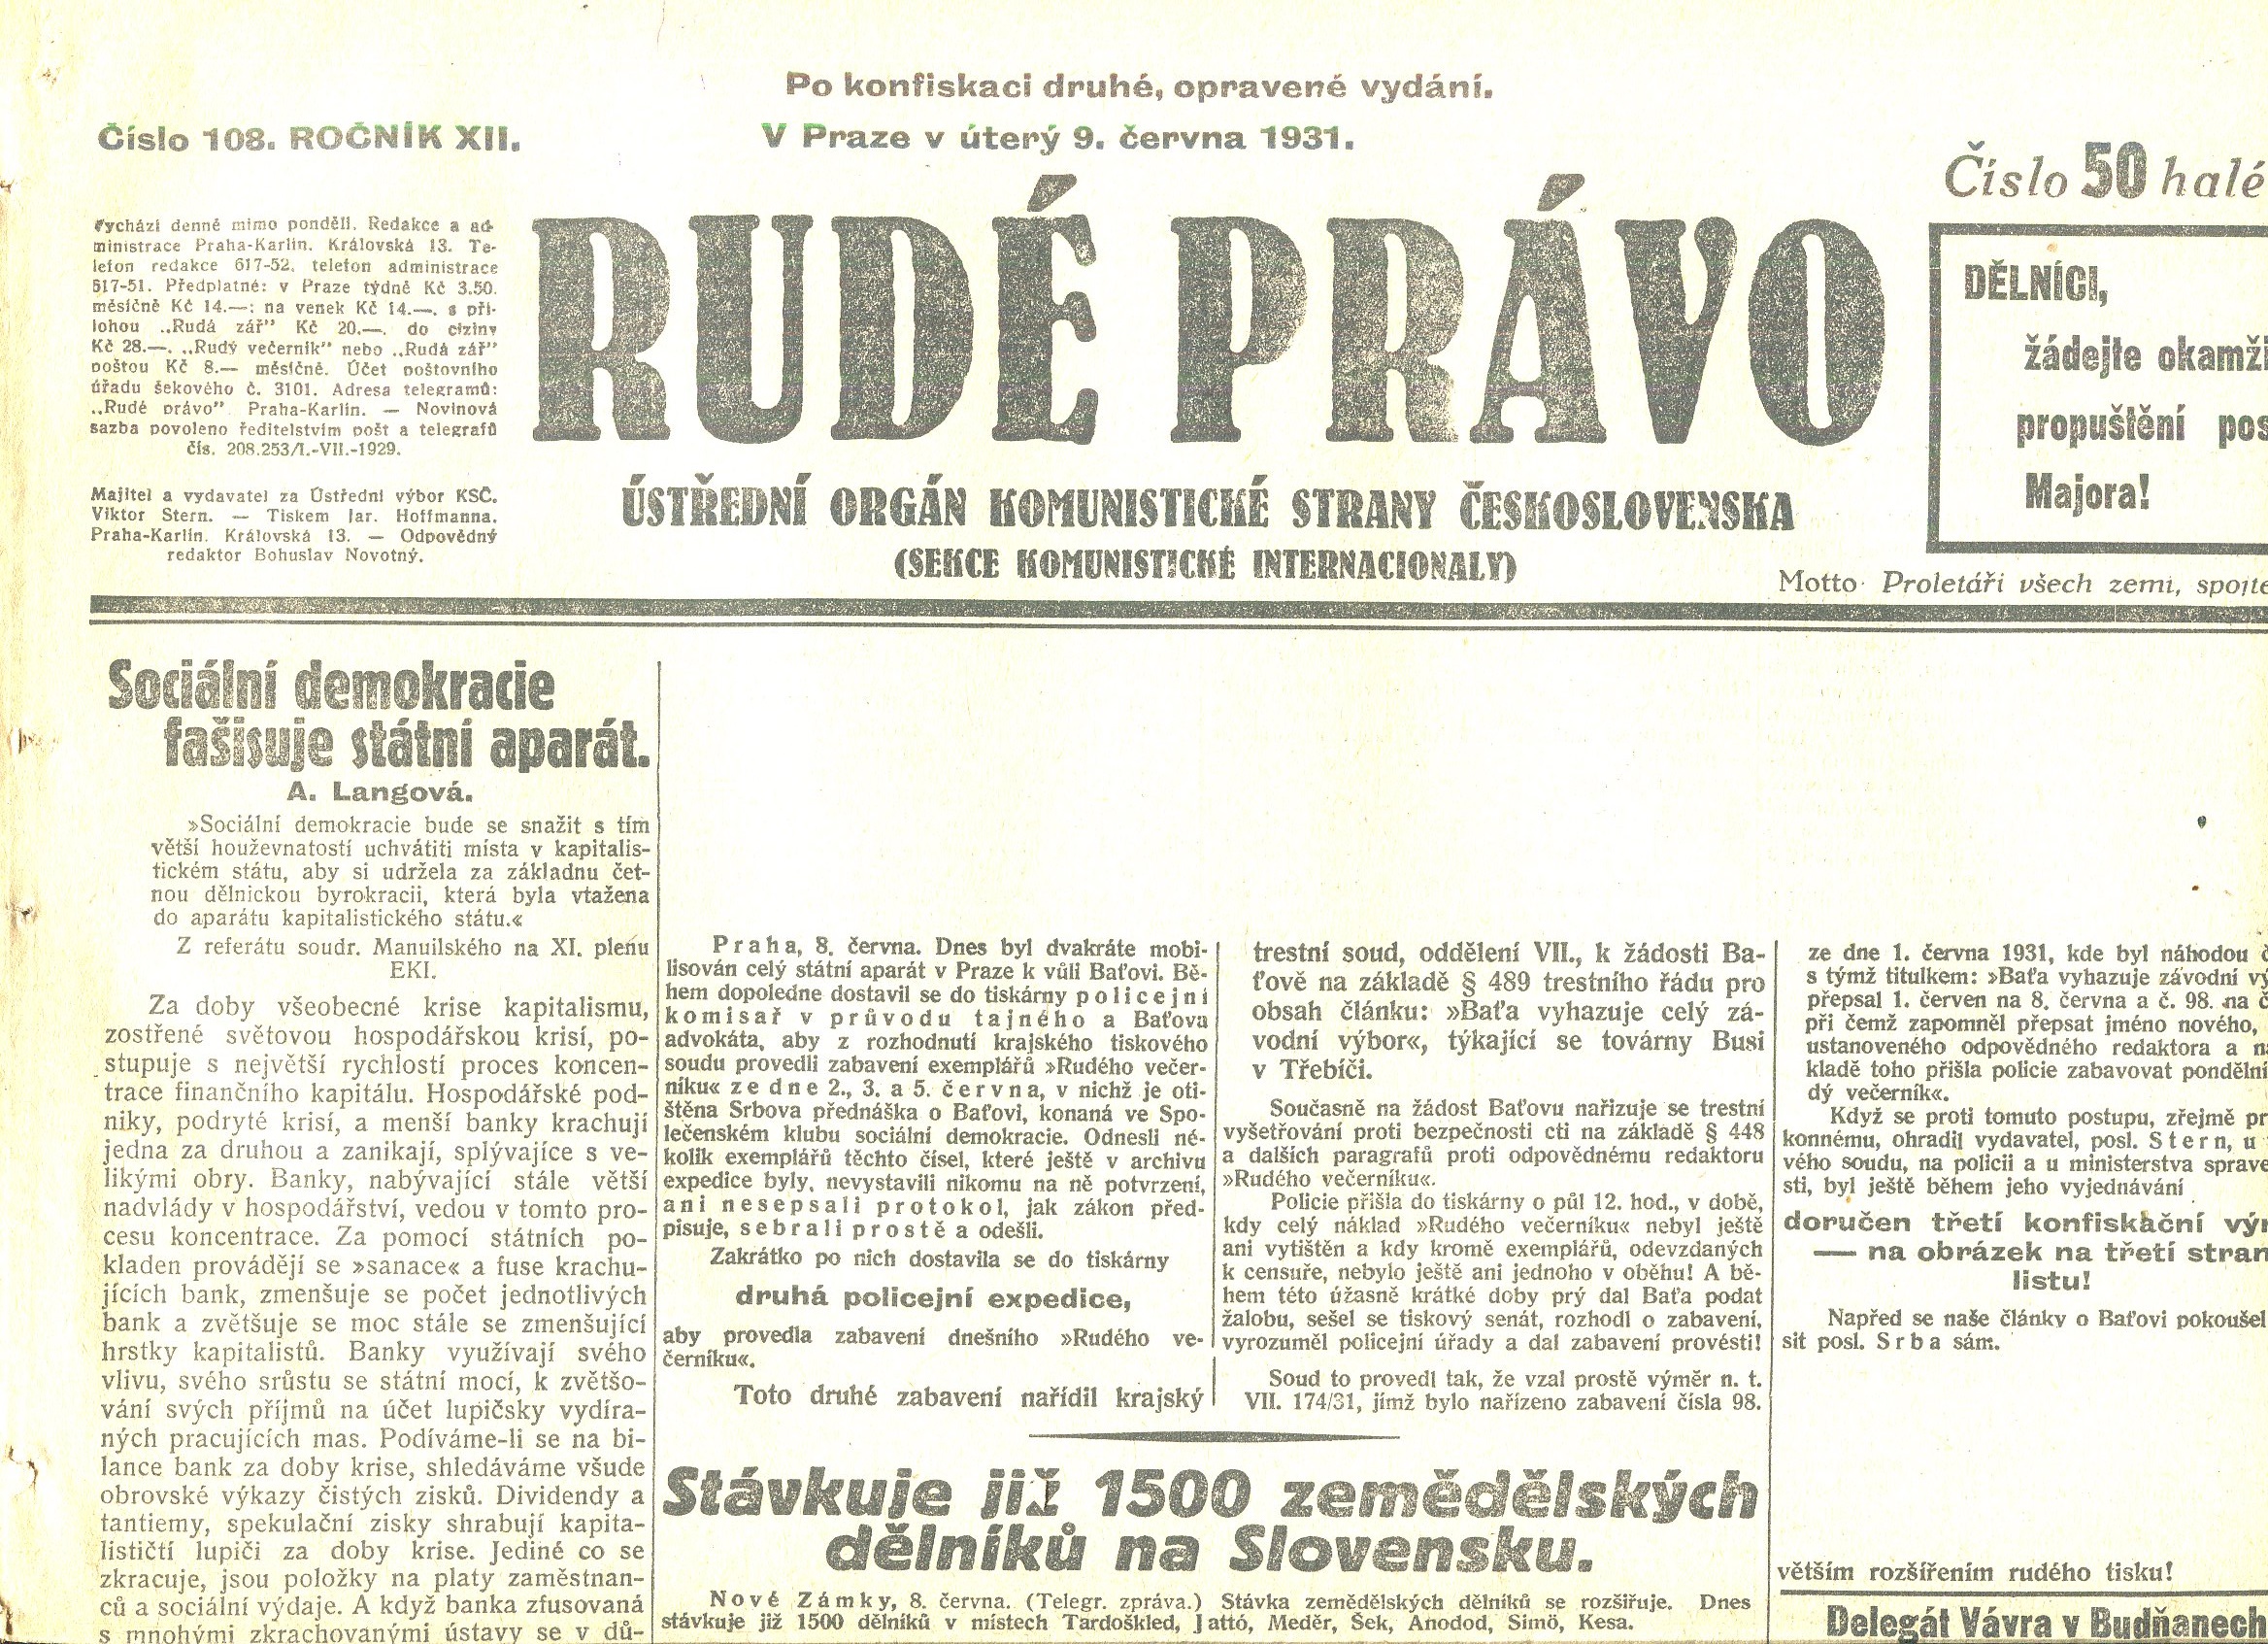 Po konfiskaci druhé, opravené vydání.
Číslo 108. ROČNÍK XII.
V Praze v úterý 9. června 1931.
Číslo 50 halé
Vychází denně mimo pondělí. Redakce a ad-
ministrace Praha-Karlín. Královská 13. Te-
lefon redakce 617-52, telefon administrace
617-51. Předplatné: v Praze týdně Kč 3.50.
měsíčně Kč 14.—: na venek Kč 14.—. s pří-
lohou „Rudá zář" Kč 20.—. do ciziny
Kč 28.—. „Rudý večerník" nebo „Rudá zář"
poštou Kč 8.— měsíčně. Účet poštovního
úřadu šekového č. 3101. Adresa telegramů:
„Rudé právo" Praha-Karlín. — Novinová
sazba povoleno ředitelstvím pošt a telegrafů
čís. 208.253/I.-VII.-1929.
Majitel a vydavatel za Ústřední výbor KSČ.
Viktor Stern. — Tiskem Jar. Hoffmanna.
Praha-Karlín. Královská 13. — Odpovědný
redaktor Bohuslav Novotný.
RUDÉ PRÁVO
ÚSTŘEDNÍ ORGÁN KOMUNISTICKÉ STRANY ČESKOSLOVENSKA
(SEKCE KOMUNISTICKÉ INTERNACIONALY)
DĚLNÍCI,
žádejte okamži
propuštění pos
Majora!
Motto: Proletáři všech zemi, spojte
Sociální demokracie
fašisuje státní aparát.
A. Langová.
»Sociální demokracie bude se snažit s tím
větší houževnatostí uchvátiti místa v kapitalis-
tickém státu, aby si udržela za základnu čet-
nou dělnickou byrokracii, která byla vtažena
do aparátu kapitalistického státu.«
Z referátu soudr. Manuilského na XI. plenu
EKI.
Za doby všeobecné krise kapitalismu,
zostřené světovou hospodářskou krisí, po-
stupuje s největší rychlostí proces koncen-
trace finančního kapitálu. Hospodářské pod-
niky, podryté krisí, a menší banky krachují
jedna za druhou a zanikají, splývajíce s ve-
likými obry. Banky, nabývající stále větší
nadvlády v hospodářství, vedou v tomto pro-
cesu koncentrace. Za pomocí státních po-
kladen provádějí se »sanace« a fuse krachu-
jících bank, zmenšuje se počet jednotlivých
bank a zvětšuje se moc stále se zmenšující
hrstky kapitalistů. Banky využívají svého
vlivu, svého srůstu se státní mocí, k zvětšo-
vání svých příjmů na účet lupičsky vydíra-
ných pracujících mas. Podíváme-li se na bi-
lance bank za doby krise, shledáváme všude
obrovské výkazy čistých zisků. Dividendy a
tantiemy, spekulační zisky shrabují kapita-
lističtí lupiči za doby krise. Jediné co se
zkracuje, jsou položky na platy zaměstnan-
ců a sociální výdaje. A když banka zfusovaná
s mnohými zkrachovanými ústavy se v dů-
Praha, 8. června. Dnes byl dvakráte mobi-
lisován celý státní aparát v Praze k vůli Baťovi. Bě-
hem dopoledne dostavil se do tiskárny policejní
komisař v průvodu tajného a Baťova
advokáta, aby z rozhodnutí krajského tiskového
soudu provedli zabavení exemplářů »Rudého večer-
níku« ze dne 2., 3. a 5. června, v nichž je oti-
štěna Srbova přednáška o Baťovi, konaná ve Spo-
lečenském klubu sociální demokracie. Odnesli ně-
kolik exemplářů těchto čísel, které ještě v archivu
expedice byly, nevystavili nikomu na ně potvrzení,
ani nesepsali protokol, jak zákon před-
pisuje, sebrali prostě a odešli.
Zakrátko po nich dostavila se do tiskárny
druhá policejní expedice,
aby provedla zabavení dnešního »Rudého ve-
černíku«.
Toto druhé zabavení nařídil krajský
trestní soud, oddělení VII., k žádosti Ba-
ťově na základě § 489 trestního řádu pro
obsah článku: »Baťa vyhazuje celý zá-
vodní výbor«, týkající se továrny Busi
v Třebíči.
Současně na žádost Baťovu nařizuje se trestní
vyšetřování proti bezpečnosti cti na základě § 448
a dalších paragrafů proti odpovědnému redaktoru
»Rudého večerníku«.
Policie přišla do tiskárny o půl 12. hod., v době,
kdy celý náklad »Rudého večerníku« nebyl ještě
ani vytištěn a kdy kromě exemplářů, odevzdaných
k censuře, nebylo ještě ani jednoho v oběhu! A bě-
hem této úžasně krátké doby prý dal Baťa podat
žalobu, sešel se tiskový senát, rozhodl o zabavení,
vyrozuměl policejní úřady a dal zabavení provésti!
Soud to provedl tak, že vzal prostě výměr n. t.
VII. 174/31, jímž bylo nařízeno zabavení čísla 98.
ze dne 1. června 1931, kde byl náhodou č
s týmž titulkem: »Baťa vyhazuje závodní vý
přepsal 1. červen na 8. června a č. 98. na č
při čemž zapomněl přepsat jméno nového,
ustanoveného odpovědného redaktora a na
kladě toho přišla policie zabavovat pondělní
dý večerník«.
Když se proti tomuto postupu, zřejmě pr
konnému, ohradil vydavatel, posl. Stern, u
vého soudu, na policii a u ministerstva sprave
sti, byl ještě během jeho vyjednávání
doručen třetí konfiskační vý
— na obrázek na třetí stran
listu!
Napřed se naše články o Baťovi pokoušel
sit posl. Srba sám.
větším rozšířením rudého tisku!
Stávkuje již 1500 zemědělských
dělníků na Slovensku.
Nové Zámky, 8. června. (Telegr. zpráva.) Stávka zemědělských dělníků se rozšiřuje. Dnes
stávkuje již 1500 dělníků v místech Tardošked, Jattó, Meděr, Šek, Anodod, Simö, Kesa.
Delegát Vávra v Budňanech